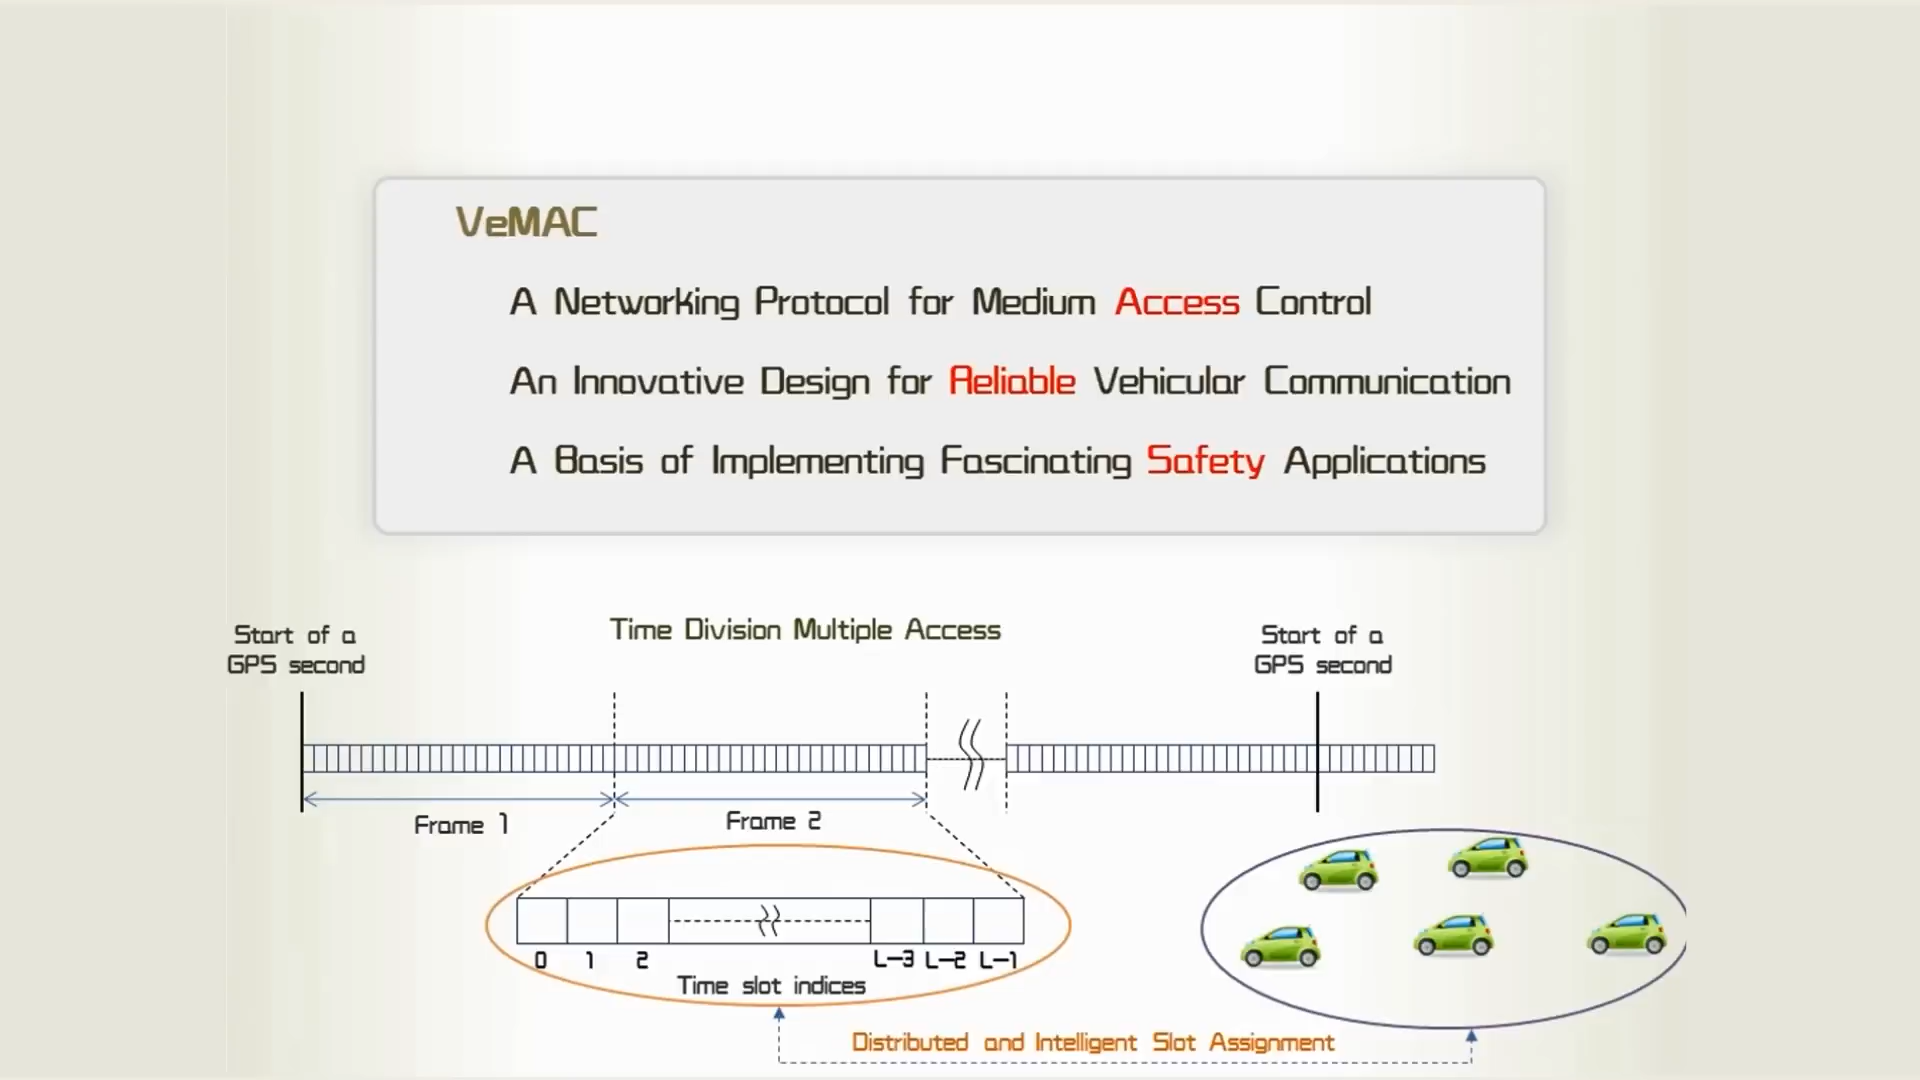 VeMAC
A Networking Protocol for Medium Access Control
An Innovative Design for Reliable Vehicular Communication
A Basis of Implementing Fascinating Safety Applications
Time Division Multiple Access
Start of a
GPS second
Start of a
GPS second
Frame 1
Frame 2
0 1 2 L-3 L-2 L-1
Time slot indices
Distributed and Intelligent Slot Assignment